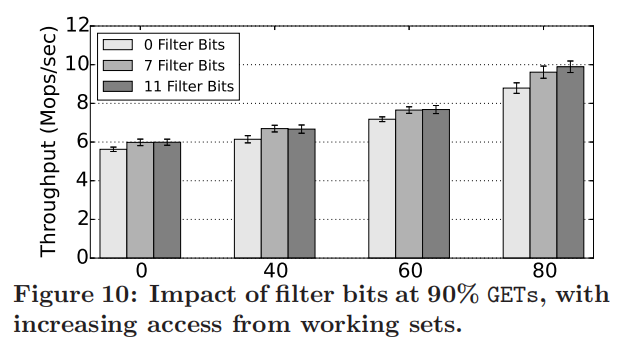 12
10
8
6
4
2
0
Throughput (Mops/sec)
0 Filter Bits
7 Filter Bits
11 Filter Bits
0 40 60 80
Figure 10: Impact of filter bits at 90% GETs, with
increasing access from working sets.